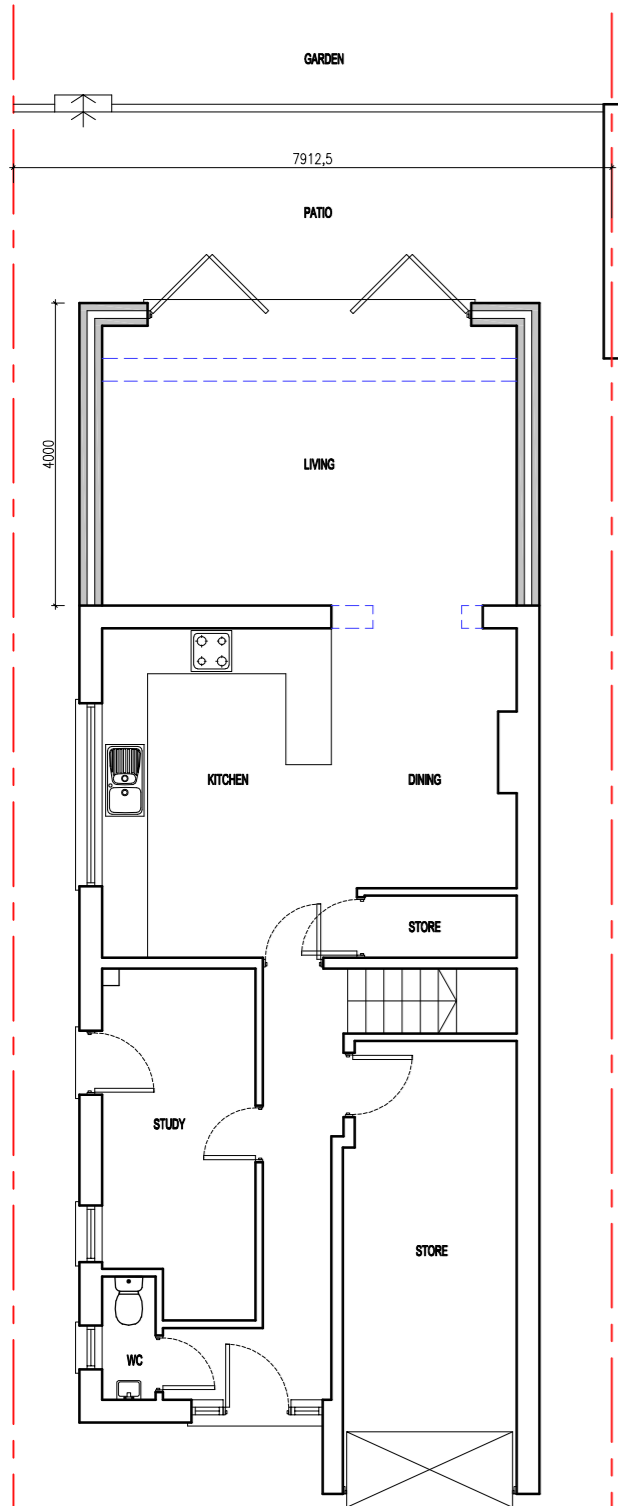 GARDEN
7912,5
PATIO
4000
LIVING
KITCHEN
DINING
STORE
STUDY
STORE
WC